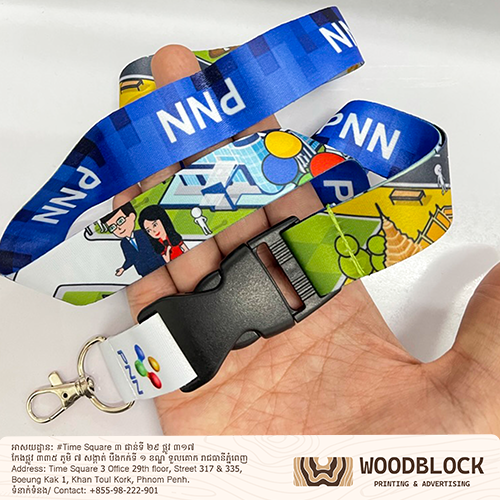 PNN
PNN
PNN
PNN
PNN
PNN
អាសយដ្ឋាន: #Time Square ៣ ជាន់ទី ២៩ ផ្លូវ ៣១៧
កែងផ្លូវ ៣៣៥ ភូមិ ៧ សង្កាត់ បឹងកក់ទី ១ ខណ្ឌ ទួលគោក រាជធានីភ្នំពេញ
Address: Time Square 3 Office 29th floor, Street 317 & 335,
Boeung Kak 1, Khan Toul Kork, Phnom Penh.
ទំនាក់ទំនង/ Contact: +855-98-222-901
WOODBLOCK
PRINTING & ADVERTISING